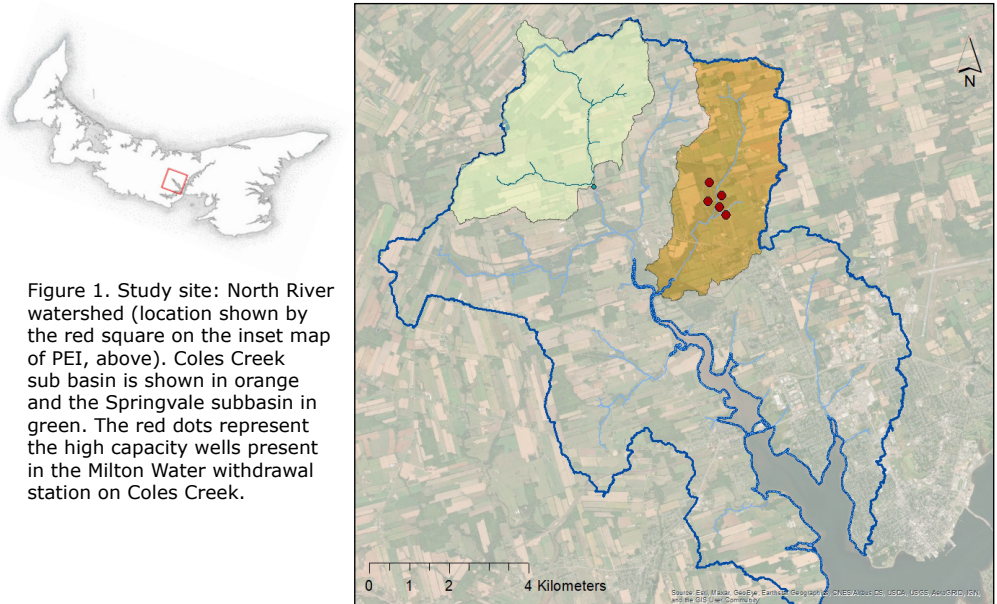 Figure 1. Study site: North River
watershed (location shown by
the red square on the inset map
of PEI, above). Coles Creek
sub basin is shown in orange
and the Springvale subbasin in
green. The red dots represent
the high capacity wells present
in the Milton Water withdrawal
station on Coles Creek.
N
0 1 2 4 Kilometers
Source: Esri, Maxar, GeoEye, Earthstar Geographics, CNES/Airbus DS, USDA, USGS, AeroGRID, IGN,
and the GIS User Community